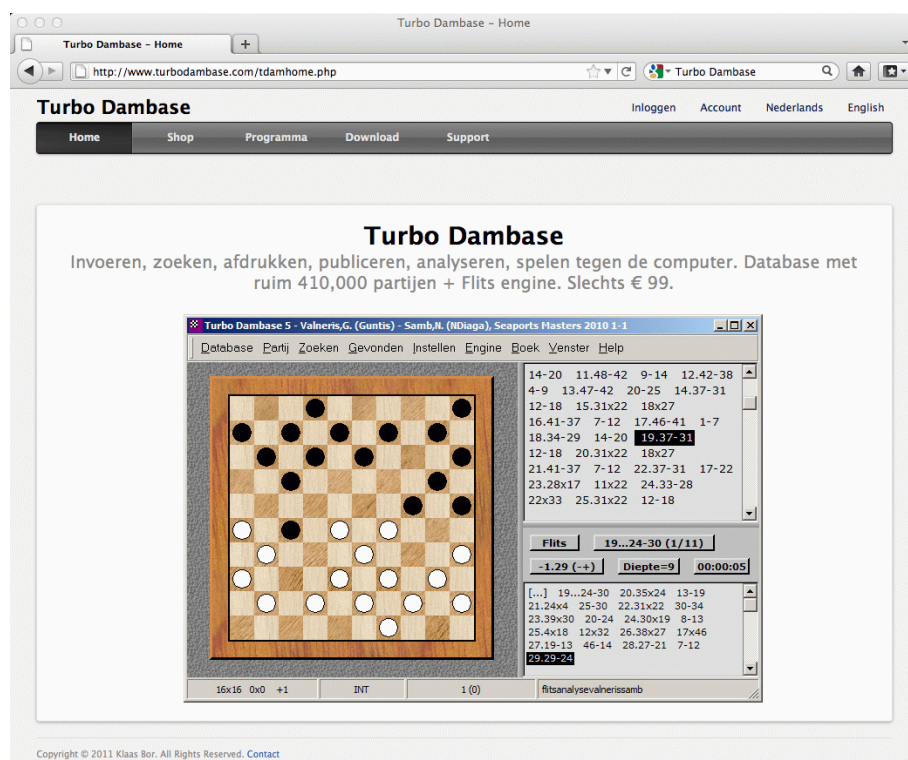 Turbo Dambase – Home
Turbo Dambase – Home +
http://www.turbodambase.com/tdamhome.php Turbo Dambase
Turbo Dambase Inloggen Account Nederlands English
Home Shop Programma Download Support
Turbo Dambase
Invoeren, zoeken, afdrukken, publiceren, analyseren, spelen tegen de computer. Database met
ruim 410,000 partijen + Flits engine. Slechts € 99.
Turbo Dambase 5 - Valneris,G. (Guntis) - Samb,N. (NDiaga), Seaports Masters 2010 1-1
Database Partij Zoeken Gevonden Instellen Engine Boek Venster Help
14-20 11.48-42 9-14 12.42-38
4-9 13.47-42 20-25 14.37-31
12-18 15.31x22 18x27
16.41-37 7-12 17.46-41 1-7
18.34-29 14-20 19.37-31
12-18 20.31x22 18x27
21.41-37 7-12 22.37-31 17-22
23.28x17 11x22 24.33-28
22x33 25.31x22 12-18
Flits 19...24-30 (1/11)
-1.29 (-+) Diepte=9 00:00:05
[...] 19...24-30 20.35x24 13-19
21.24x4 25-30 22.31x22 30-34
23.39x30 20-24 24.30x19 8-13
25.4x18 12x32 26.38x27 17x46
27.19-13 46-14 28.27-21 7-12
29.29-24
16x16 0x0 +1 INT 1 (0) flitsanalysevalnerissamb
Copyright © 2011 Klaas Bor. All Rights Reserved. Contact